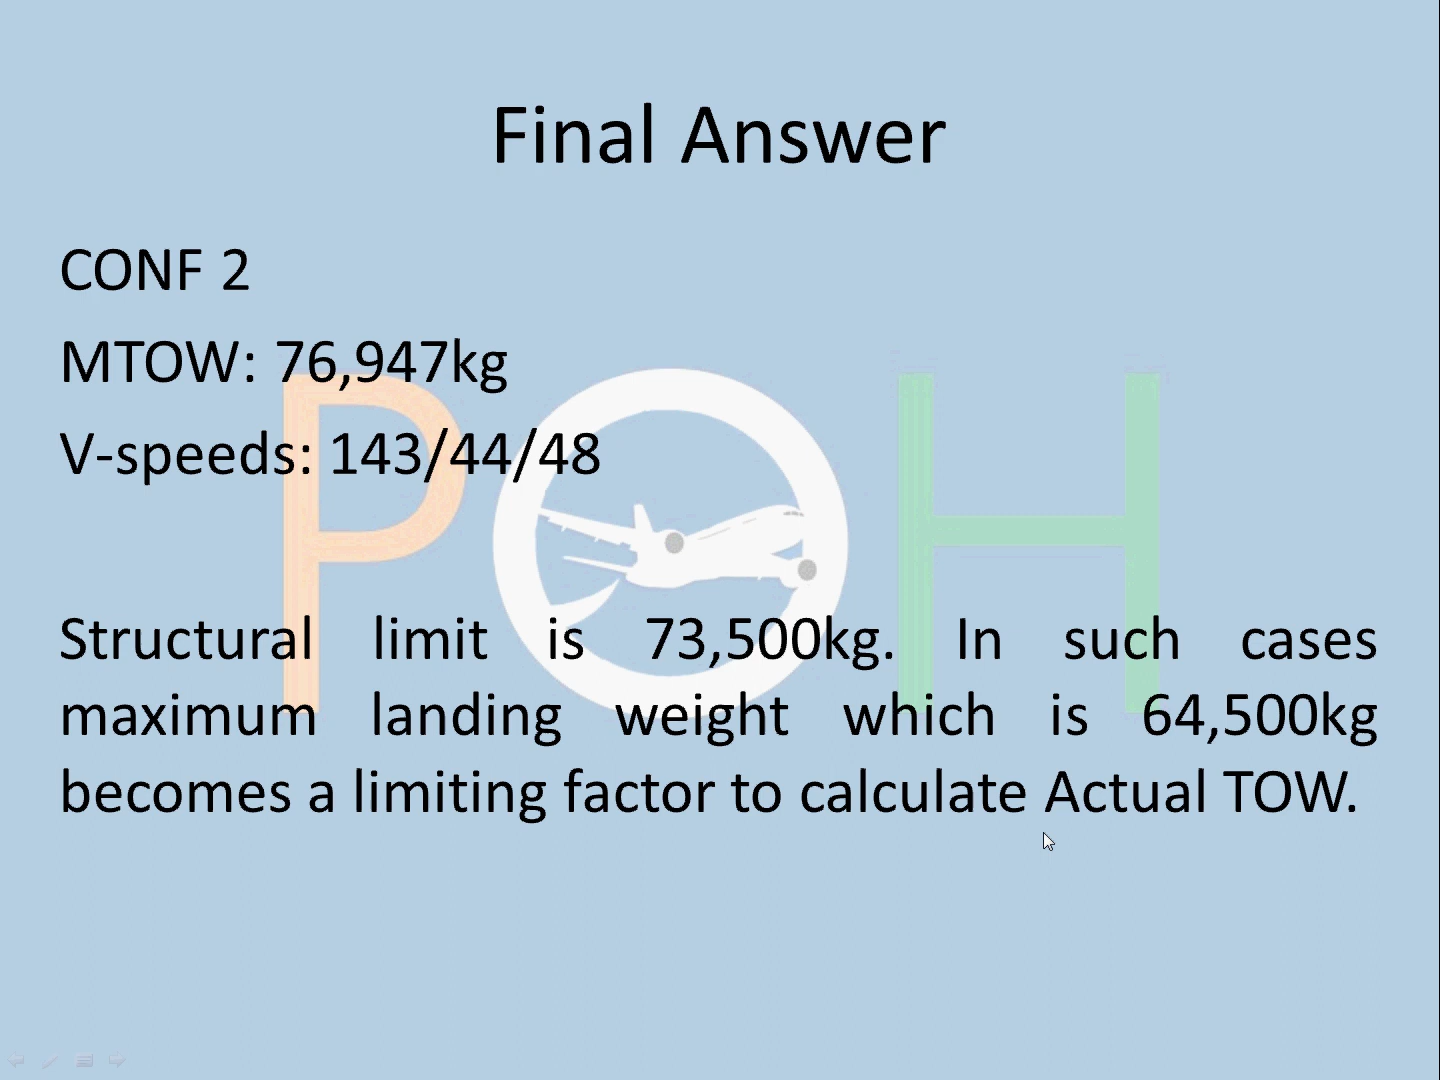 Final Answer
CONF 2
MTOW: 76,947kg
V-speeds: 143/44/48
Structural limit is 73,500kg. In such cases
maximum landing weight which is 64,500kg
becomes a limiting factor to calculate Actual TOW.
P H